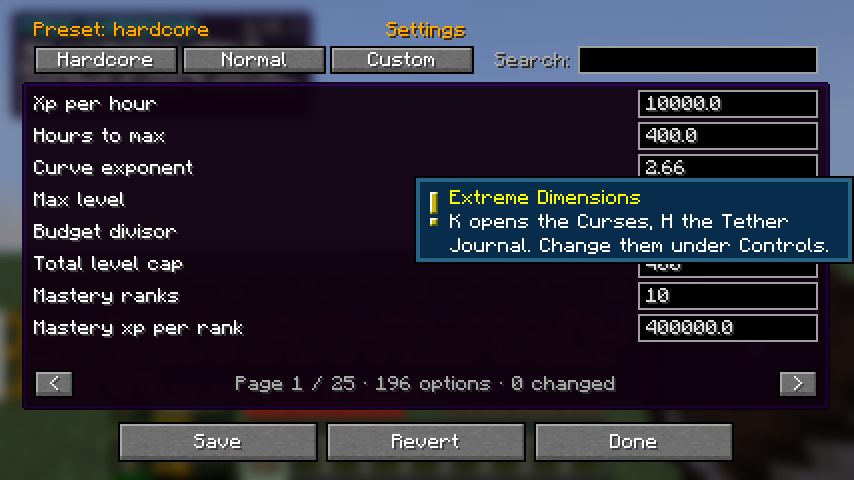 Preset: hardcore
Settings
Hardcore
Normal
Custom
Search:
Xp per hour
10000.0
Hours to max
400.0
Curve exponent
2.66
Max level
Budget divisor
Total level cap
400
Mastery ranks
10
Mastery xp per rank
400000.0
Extreme Dimensions
K opens the Curses, H the Tether
Journal. Change them under Controls.
<
Page 1 / 25 · 196 options · 0 changed
>
Save
Revert
Done